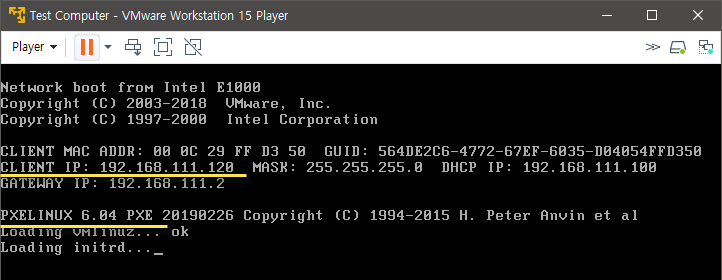 Test Computer - VMware Workstation 15 Player
Player
Network boot from Intel E1000
Copyright (C) 2003-2018  VMware, Inc.
Copyright (C) 1997-2000  Intel Corporation
CLIENT MAC ADDR: 00 0C 29 FF D3 50  GUID: 564DE2C6-4772-67EF-6035-D04054FFD350
CLIENT IP: 192.168.111.120  MASK: 255.255.255.0  DHCP IP: 192.168.111.100
GATEWAY IP: 192.168.111.2
PXELINUX 6.04 PXE 20190226 Copyright (C) 1994-2015 H. Peter Anvin et al
Loading vmlinuz... ok
Loading initrd..._